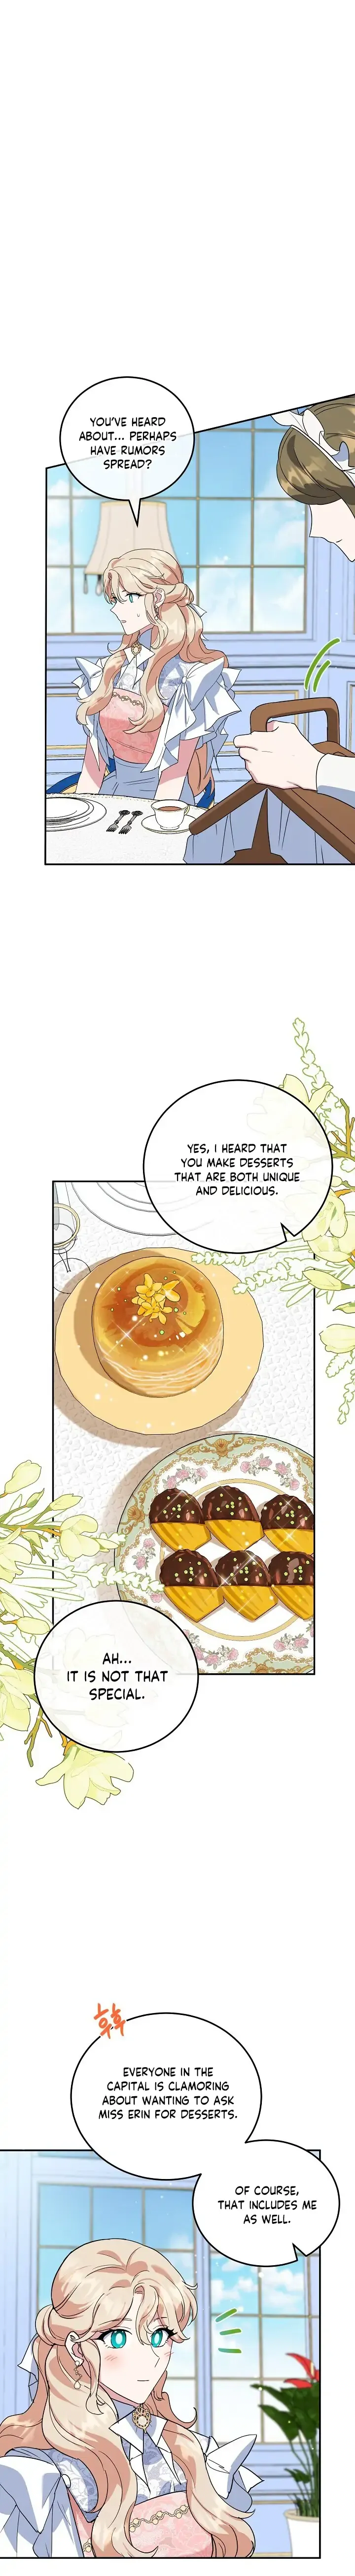 YOU'VE HEARD
ABOUT... PERHAPS
HAVE RUMORS
SPREAD?
YES, I HEARD THAT
YOU MAKE DESSERTS
THAT ARE BOTH UNIQUE
AND DELICIOUS.
AH...
IT IS NOT THAT
SPECIAL.
후후
EVERYONE IN THE
CAPITAL IS CLAMORING
ABOUT WANTING TO ASK
MISS ERIN FOR DESSERTS.
OF COURSE,
THAT INCLUDES ME
AS WELL.